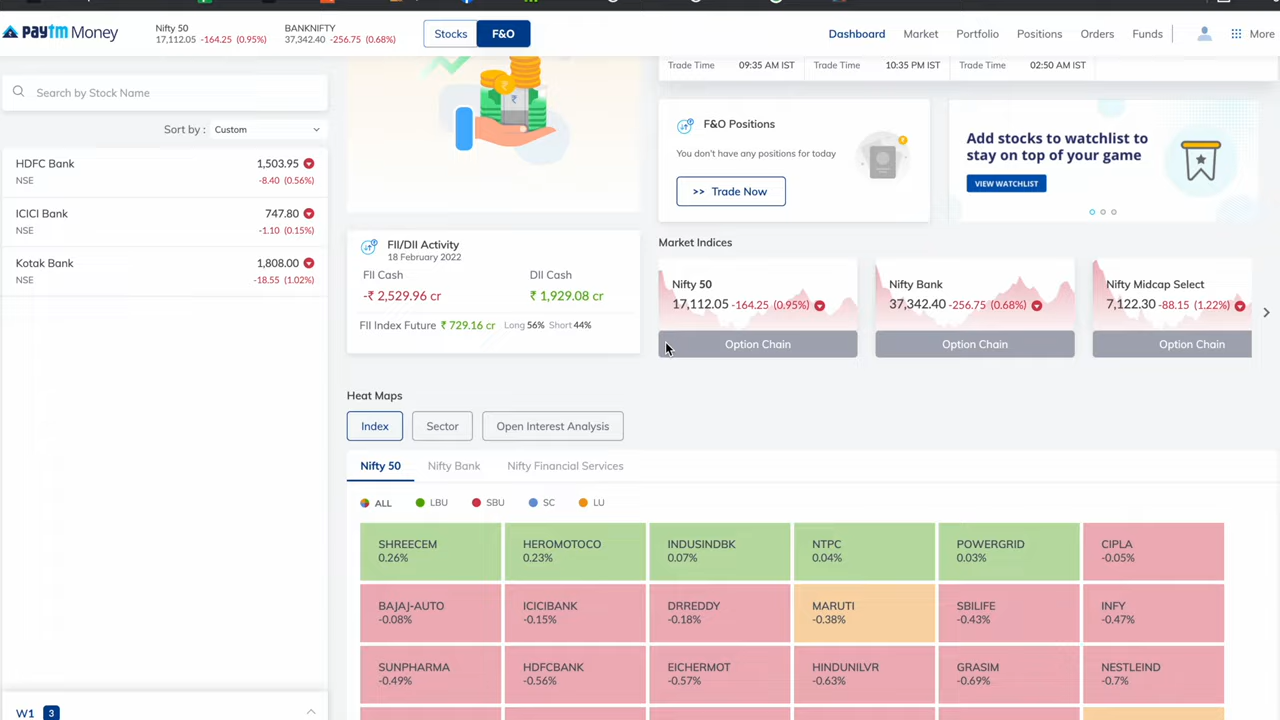 paytm Money
Nifty 50
17,112.05 -164.25 (0.95%)
BANKNIFTY
37,342.40 -256.75 (0.68%)
Stocks
F&O
Dashboard
Market
Portfolio
Positions
Orders
Funds
More
Search by Stock Name
Sort by : Custom
HDFC Bank 1,503.95
NSE -8.40 (0.56%)
ICICI Bank 747.80
NSE -1.10 (0.15%)
Kotak Bank 1,808.00
NSE -18.55 (1.02%)
W1 3
Trade Time 09:35 AM IST
Trade Time 10:35 PM IST
Trade Time 02:50 AM IST
F&O Positions
You don't have any positions for today
>> Trade Now
Add stocks to watchlist to
stay on top of your game
VIEW WATCHLIST
FII/DII Activity
18 February 2022
FII Cash DII Cash
-₹ 2,529.96 cr ₹ 1,929.08 cr
FII Index Future ₹ 729.16 cr Long 56% Short 44%
Market Indices
Nifty 50
17,112.05 -164.25 (0.95%)
Option Chain
Nifty Bank
37,342.40 -256.75 (0.68%)
Option Chain
Nifty Midcap Select
7,122.30 -88.15 (1.22%)
Option Chain
Heat Maps
Index Sector Open Interest Analysis
Nifty 50 Nifty Bank Nifty Financial Services
ALL LBU SBU SC LU
SHREECEM HEROMOTOCO INDUSINDBK NTPC POWERGRID CIPLA
0.26% 0.23% 0.07% 0.04% 0.03% -0.05%
BAJAJ-AUTO ICICIBANK DRREDDY MARUTI SBILIFE INFY
-0.08% -0.15% -0.18% -0.38% -0.43% -0.47%
SUNPHARMA HDFCBANK EICHERMOT HINDUNILVR GRASIM NESTLEIND
-0.49% -0.56% -0.57% -0.63% -0.69% -0.7%